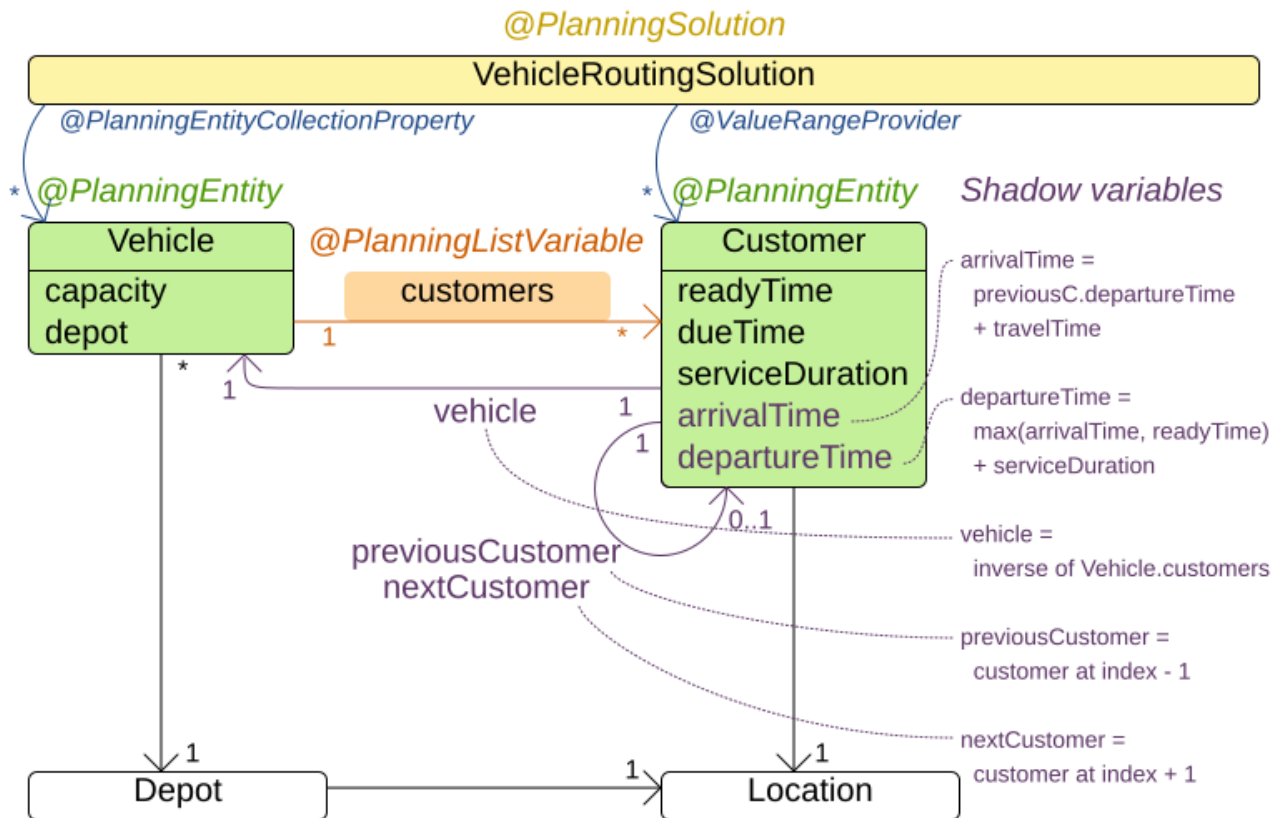 @PlanningSolution
VehicleRoutingSolution
@PlanningEntityCollectionProperty
@ValueRangeProvider
* @PlanningEntity
* @PlanningEntity
Shadow variables
Vehicle
@PlanningListVariable
Customer
capacity
depot
customers
1
*
readyTime
dueTime
serviceDuration
arrivalTime
departureTime
arrivalTime =
previousC.departureTime
+ travelTime
*
1
vehicle
1
1
0..1
departureTime =
max(arrivalTime, readyTime)
+ serviceDuration
vehicle =
inverse of Vehicle.customers
previousCustomer
nextCustomer
previousCustomer =
customer at index - 1
nextCustomer =
customer at index + 1
1
1
1
Depot
Location